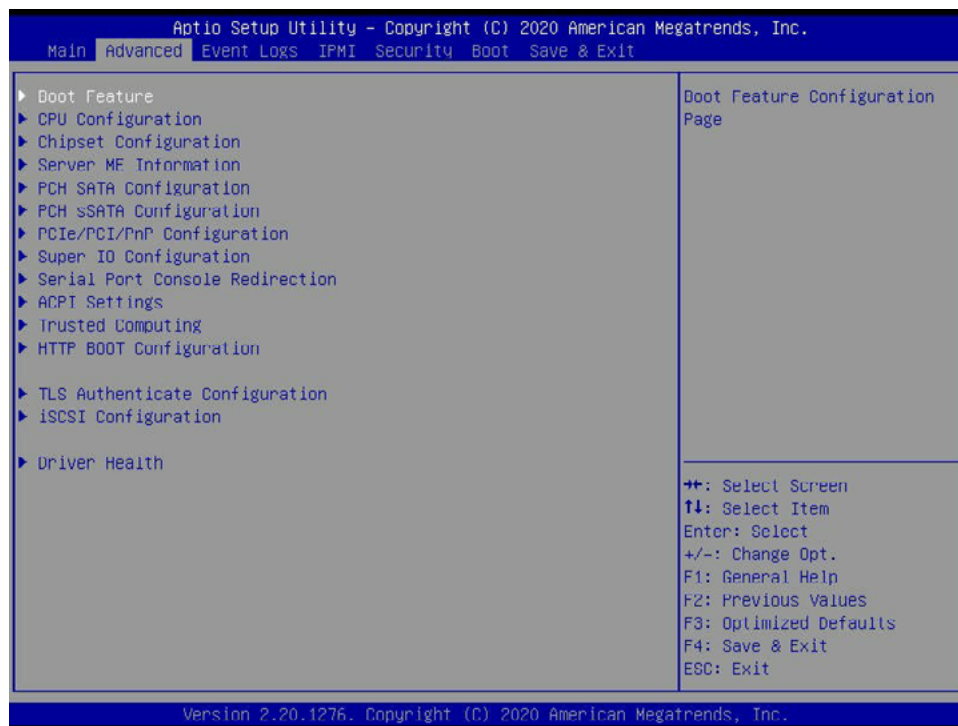 Aptio Setup Utility – Copyright (C) 2020 American Megatrends, Inc.
Main Advanced Event Logs IPMI Security Boot Save & Exit
Boot Feature
CPU Configuration
Chipset Configuration
Server ME Information
PCH SATA Configuration
PCH sSATA Configuration
PCIe/PCI/PnP Configuration
Super IO Configuration
Serial Port Console Redirection
ACPI Settings
Trusted Computing
HTTP BOOT Configuration
TLS Authenticate Configuration
iSCSI Configuration
Driver Health
Boot Feature Configuration
Page
→←: Select Screen
↑↓: Select Item
Enter: Select
+/-: Change Opt.
F1: General Help
F2: Previous Values
F3: Optimized Defaults
F4: Save & Exit
ESC: Exit
Version 2.20.1276. Copyright (C) 2020 American Megatrends, Inc.